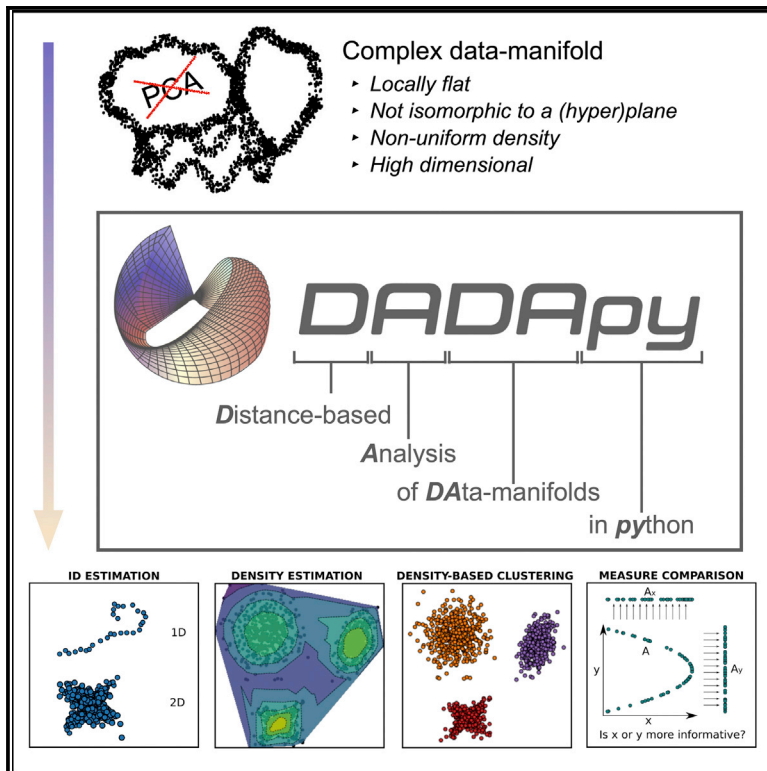 Complex data-manifold
PCA
‣ Locally flat
‣ Not isomorphic to a (hyper)plane
‣ Non-uniform density
‣ High dimensional
DADApy
Distance-based
Analysis
of DAta-manifolds
in python
ID ESTIMATION
1D
2D
DENSITY ESTIMATION
DENSITY-BASED CLUSTERING
MEASURE COMPARISON
Ax
A
Ay
y
x
Is x or y more informative?